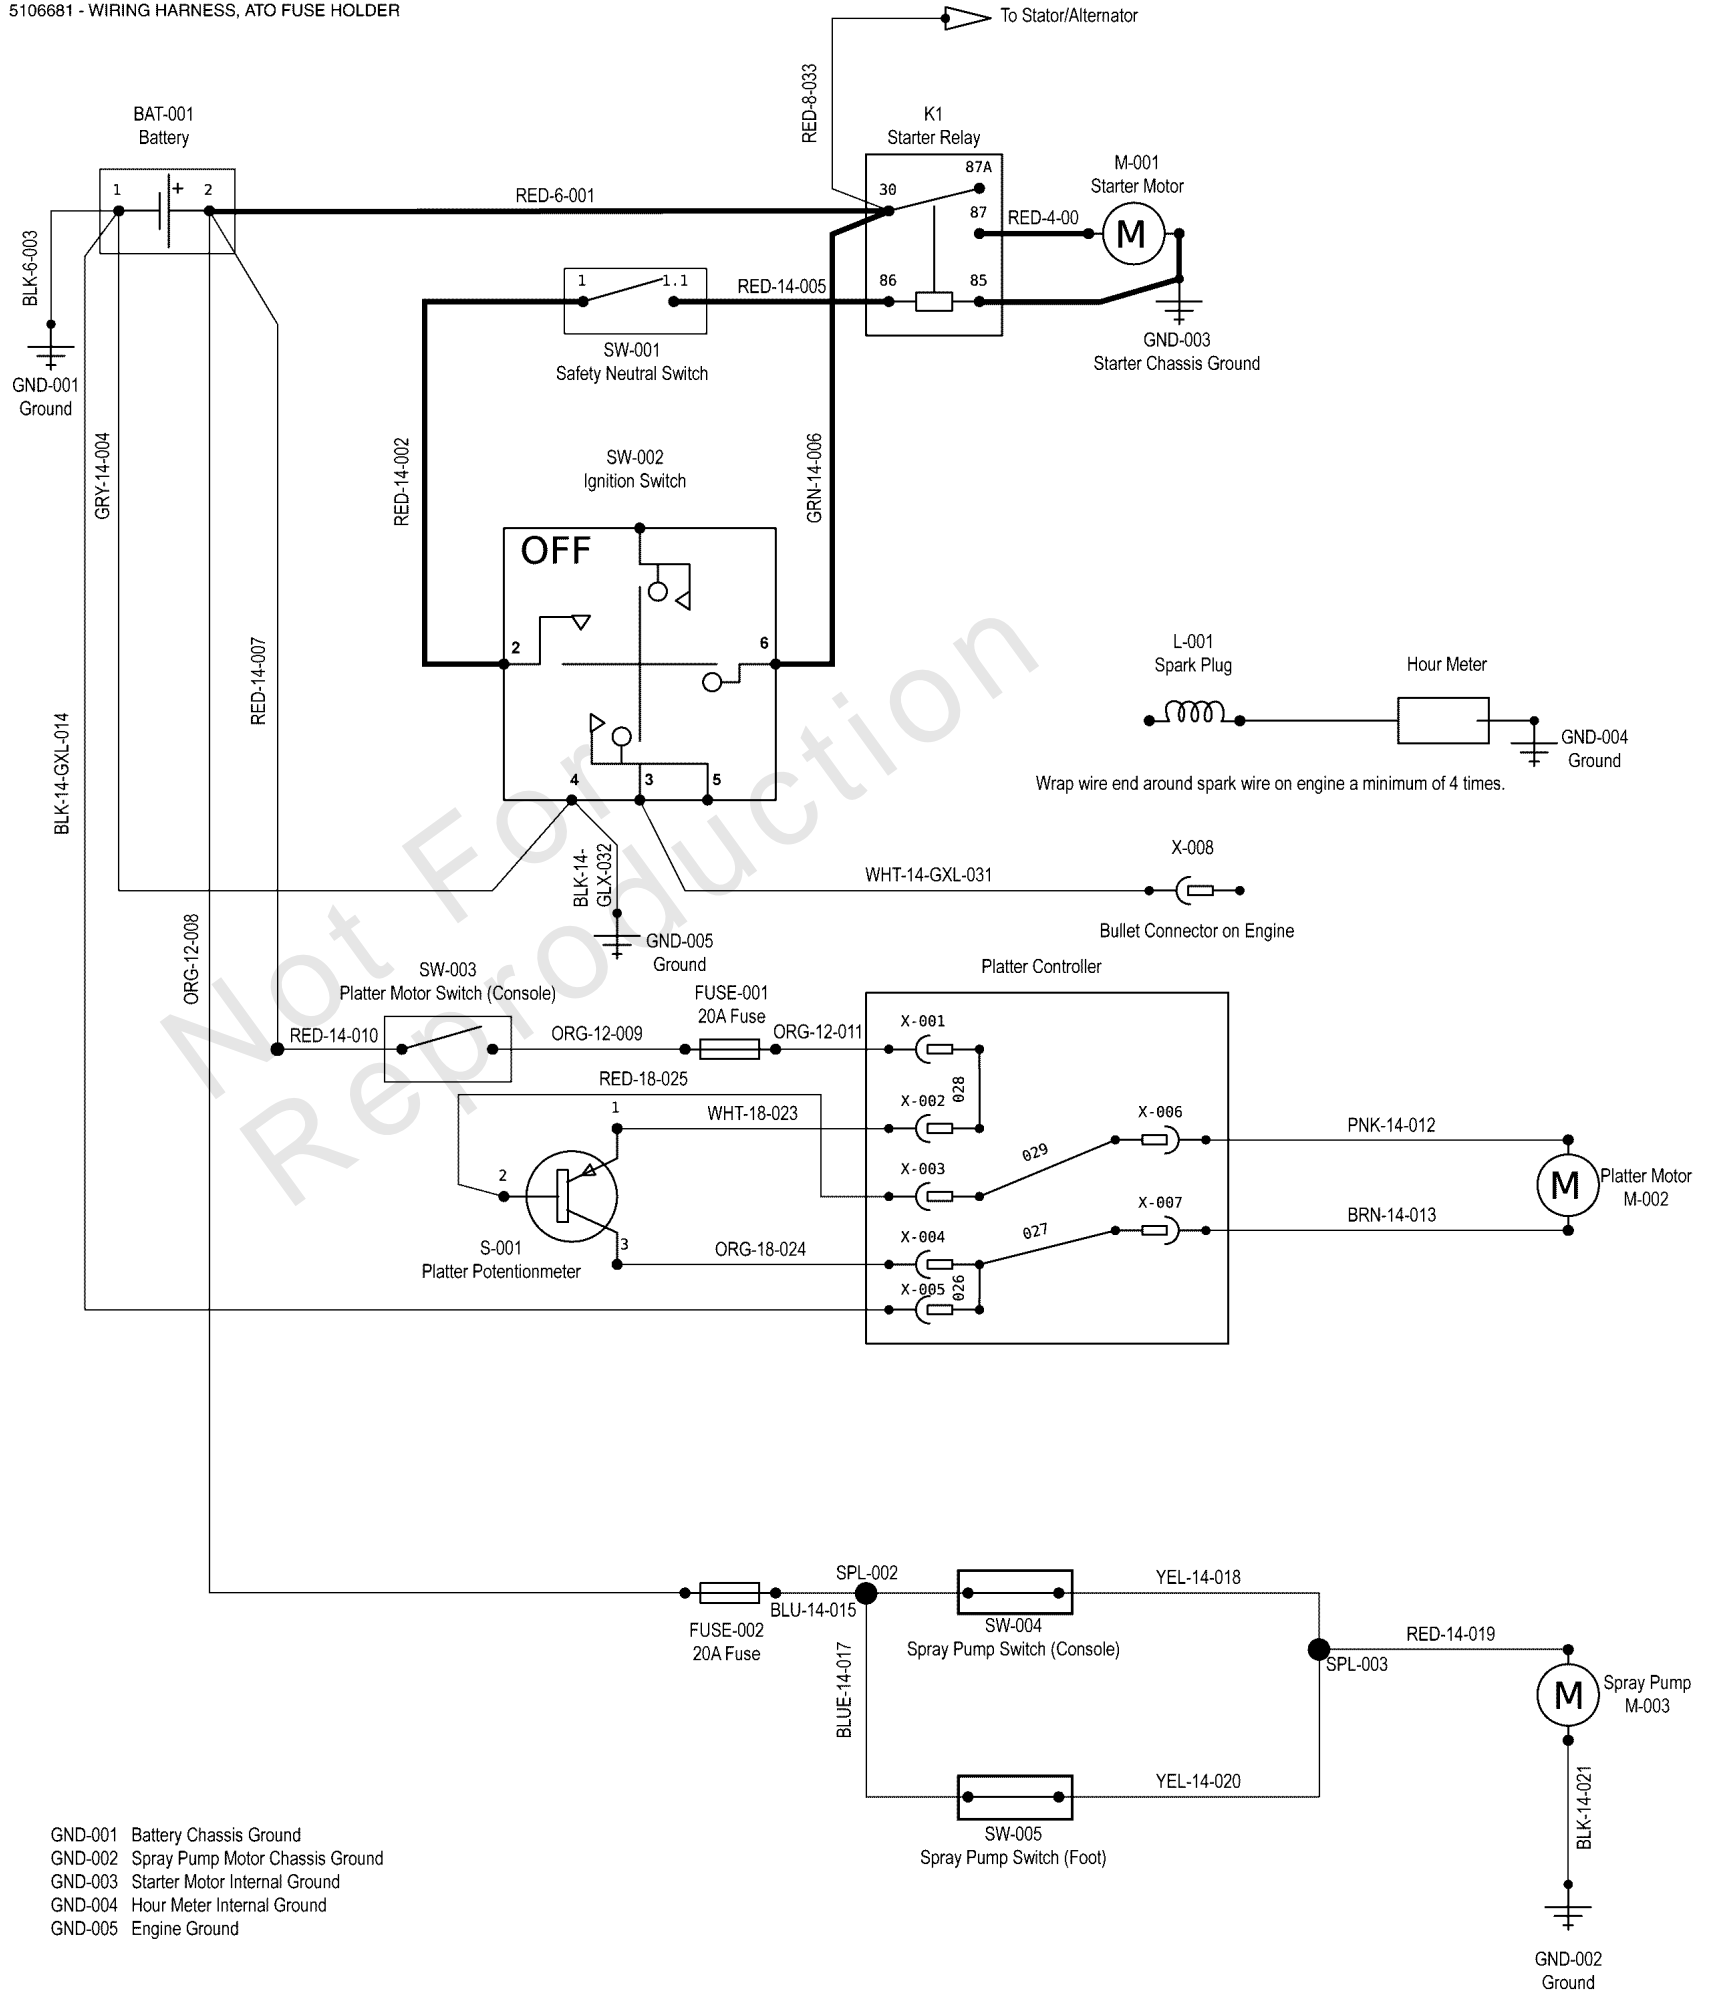 5106681 - WIRING HARNESS, ATO FUSE HOLDER
To Stator/Alternator
RED-8-033
BAT-001
Battery
1
+
2
RED-6-001
K1
Starter Relay
87A
30
87
86
85
M-001
Starter Motor
RED-4-00
M
BLK-6-003
GND-001
Ground
1
1.1
RED-14-005
SW-001
Safety Neutral Switch
GND-003
Starter Chassis Ground
GRY-14-004
RED-14-002
GRN-14-006
SW-002
Ignition Switch
OFF
2
6
4
3
5
RED-14-007
BLK-14-GXL-014
L-001
Spark Plug
Hour Meter
GND-004
Ground
Wrap wire end around spark wire on engine a minimum of 4 times.
BLK-14-
GLX-032
WHT-14-GXL-031
X-008
Bullet Connector on Engine
GND-005
Ground
ORG-12-008
SW-003
Platter Motor Switch (Console)
FUSE-001
20A Fuse
Platter Controller
RED-14-010
ORG-12-009
ORG-12-011
X-001
028
RED-18-025
1
WHT-18-023
X-002
X-006
PNK-14-012
2
X-003
029
M
Platter Motor
M-002
X-007
BRN-14-013
3
S-001
Platter Potentionmeter
ORG-18-024
X-004
027
X-005
026
SPL-002
YEL-14-018
BLU-14-015
FUSE-002
20A Fuse
SW-004
Spray Pump Switch (Console)
RED-14-019
SPL-003
BLUE-14-017
M
Spray Pump
M-003
YEL-14-020
SW-005
Spray Pump Switch (Foot)
BLK-14-021
GND-002
Ground
GND-001 Battery Chassis Ground
GND-002 Spray Pump Motor Chassis Ground
GND-003 Starter Motor Internal Ground
GND-004 Hour Meter Internal Ground
GND-005 Engine Ground
Not For
Reproduction